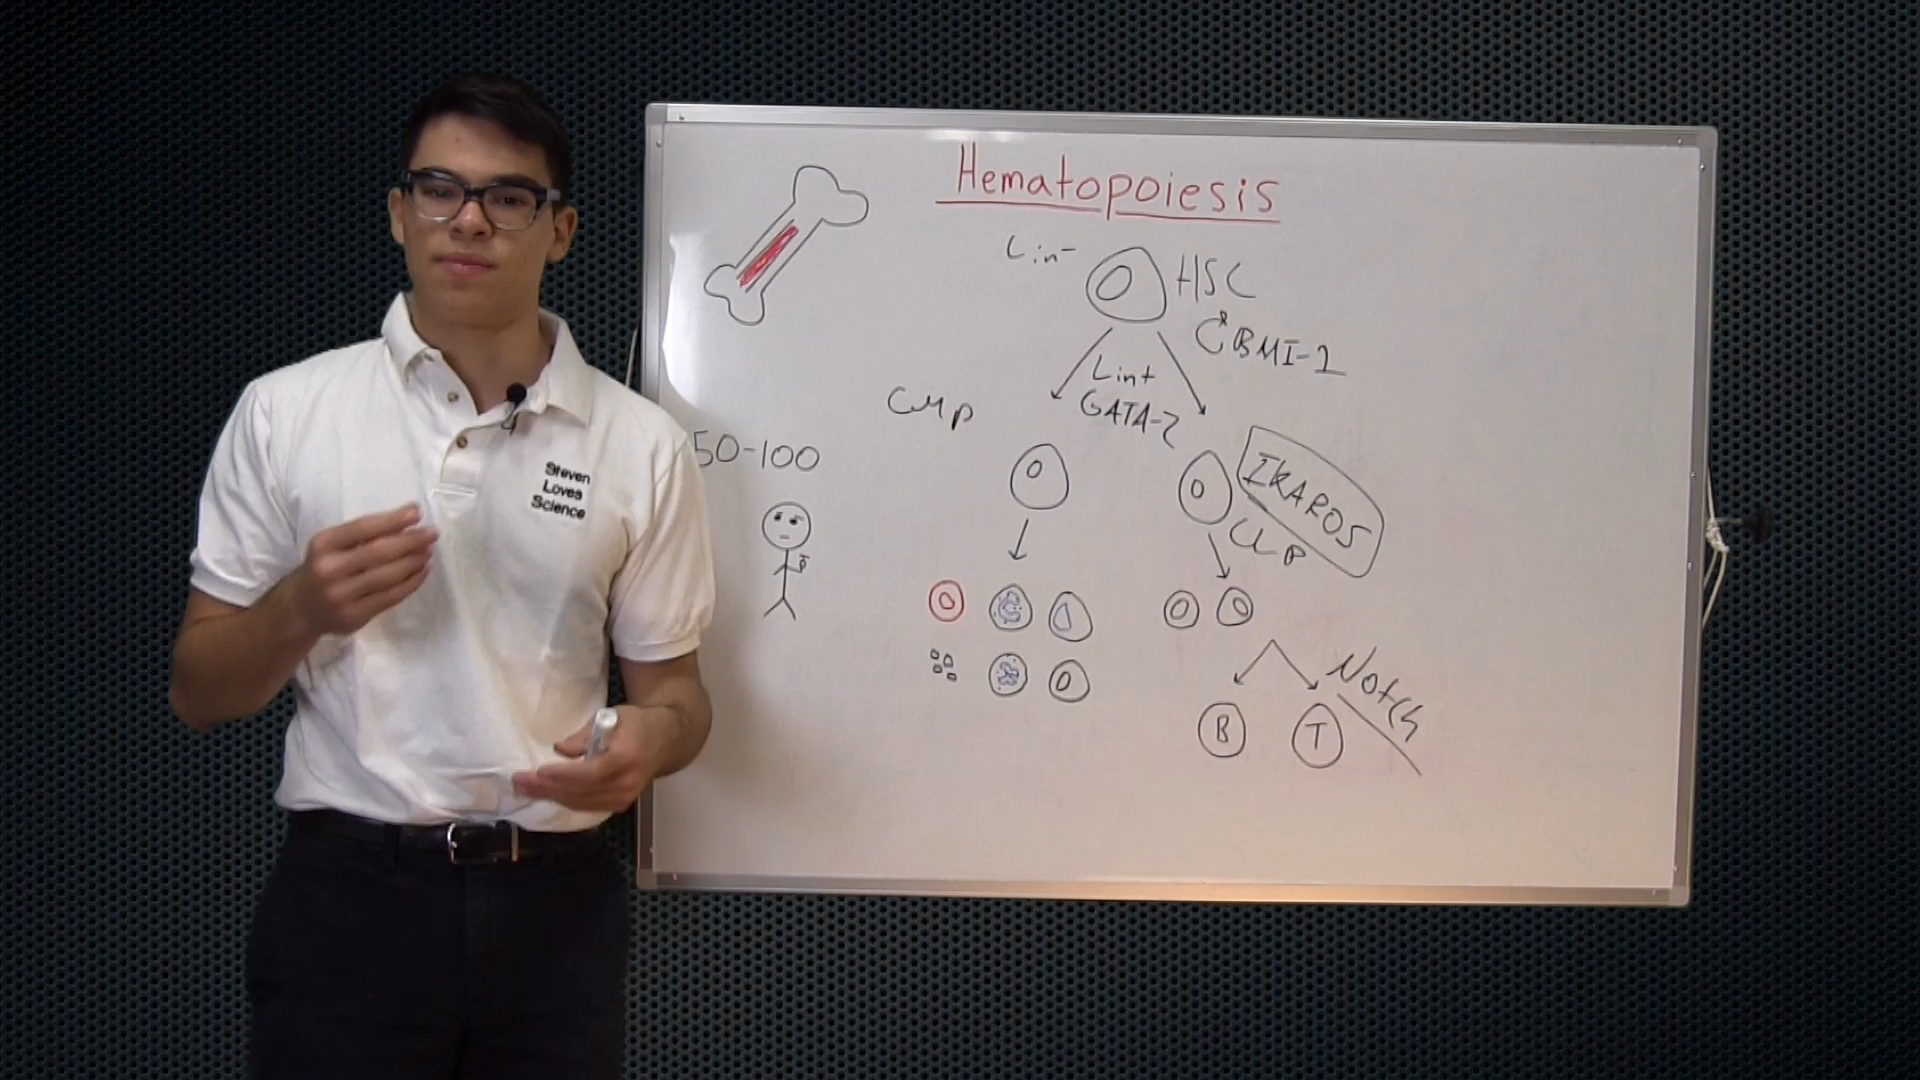 Hematopoiesis
Lin-
HSC
BMI-1
Lin+
GATA-2
CMP
50-100
IKAROS
CLP
Notch
B
T
Steven
Loves
Science